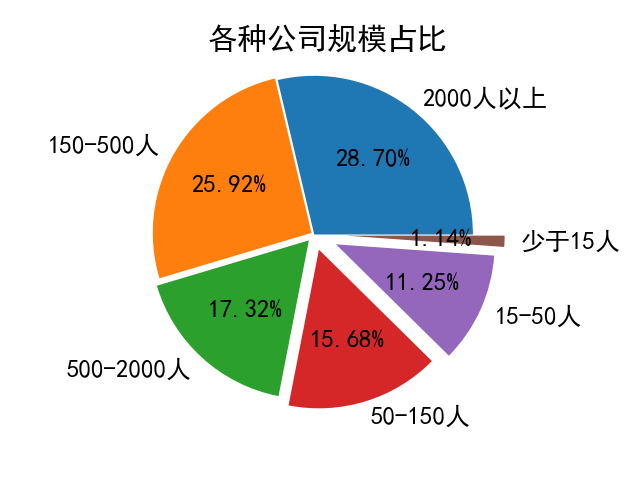 各种公司规模占比
2000人以上
28.70%
150-500人
25.92%
500-2000人
17.32%
50-150人
15.68%
15-50人
11.25%
少于15人
1.14%